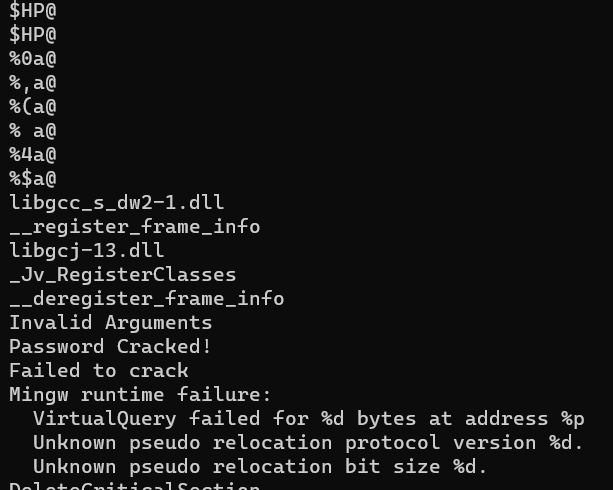 $HP@
$HP@
%0a@
%,a@
%(a@
% a@
%4a@
%$a@
libgcc_s_dw2-1.dll
__register_frame_info
libgcj-13.dll
_Jv_RegisterClasses
__deregister_frame_info
Invalid Arguments
Password Cracked!
Failed to crack
Mingw runtime failure:
  VirtualQuery failed for %d bytes at address %p
  Unknown pseudo relocation protocol version %d.
  Unknown pseudo relocation bit size %d.
DeleteCriticalSection